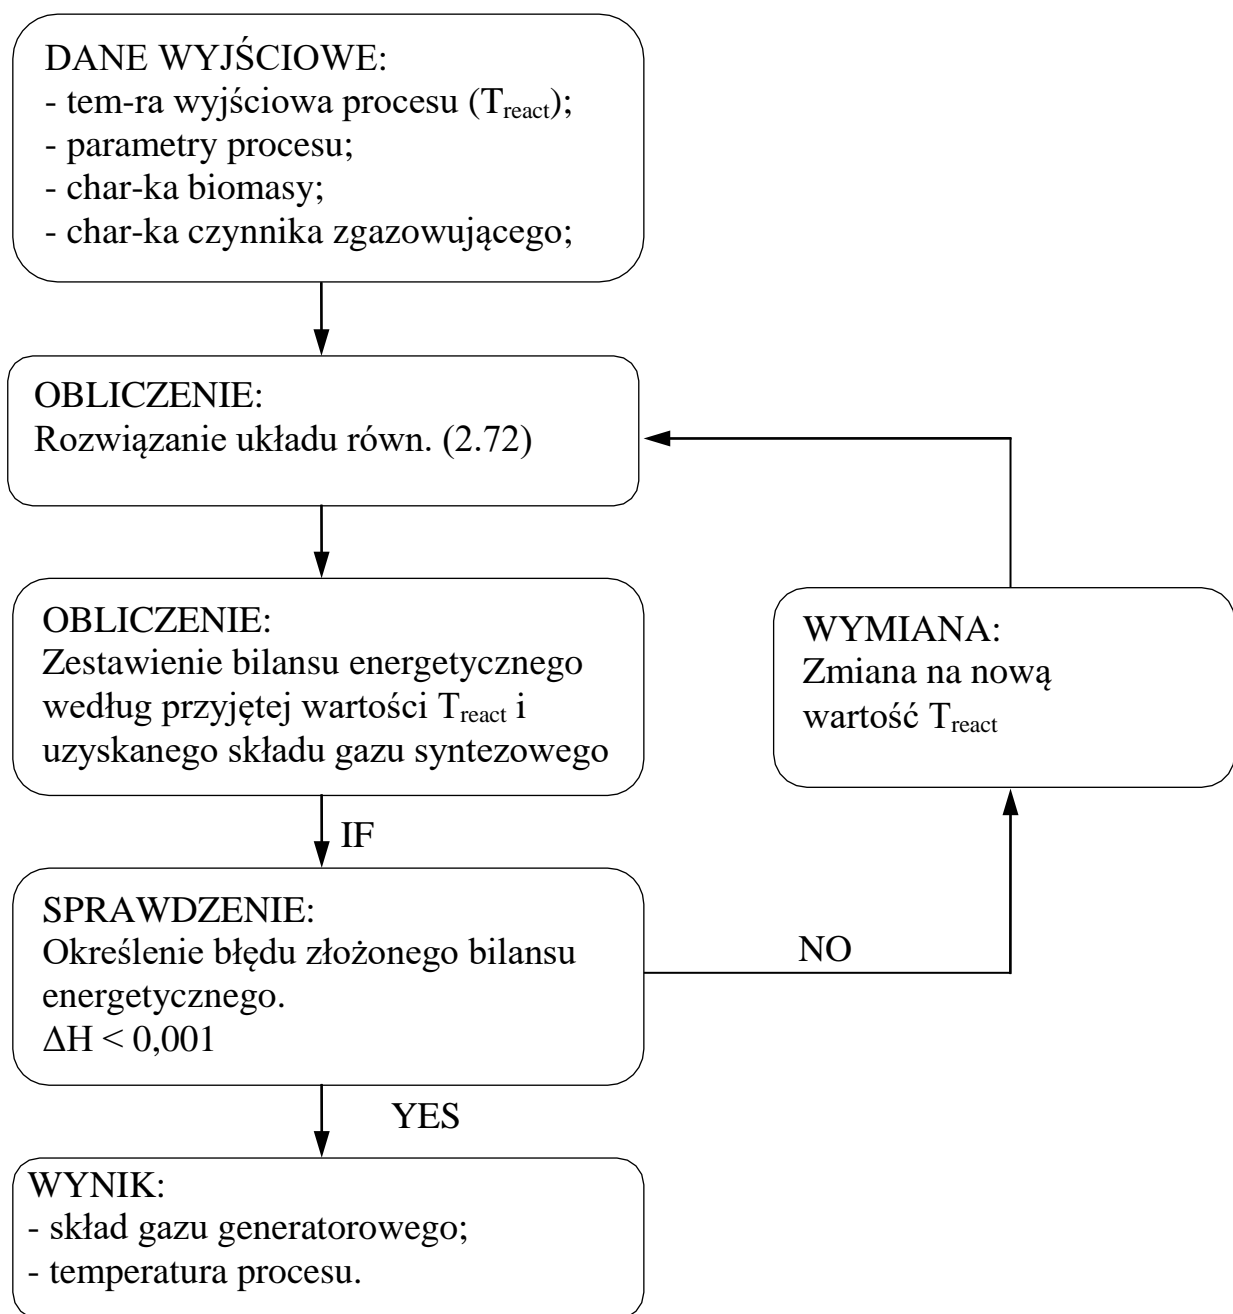 DANE WYJŚCIOWE:
- tem-ra wyjściowa procesu (Treact);
- parametry procesu;
- char-ka biomasy;
- char-ka czynnika zgazowującego;
OBLICZENIE:
Rozwiązanie układu równ. (2.72)
OBLICZENIE:
Zestawienie bilansu energetycznego
według przyjętej wartości Treact i
uzyskanego składu gazu syntezowego
WYMIANA:
Zmiana na nową
wartość Treact
IF
SPRAWDZENIE:
Określenie błędu złożonego bilansu
energetycznego.
ΔH < 0,001
NO
YES
WYNIK:
- skład gazu generatorowego;
- temperatura procesu.